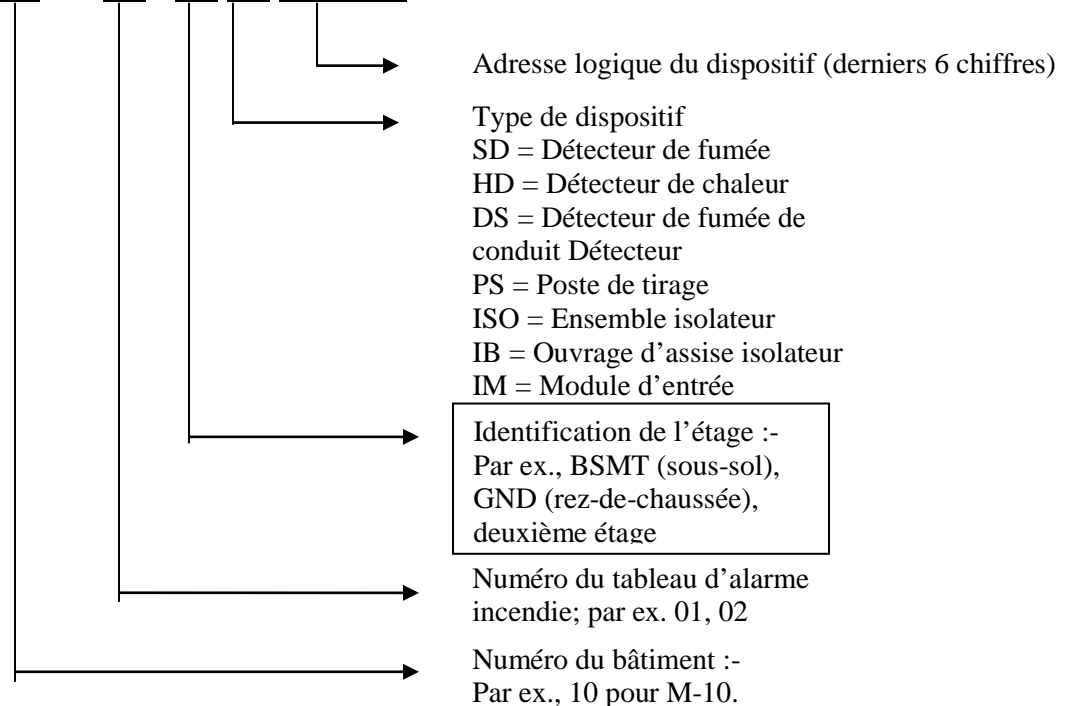 Adresse logique du dispositif (derniers 6 chiffres)
Type de dispositif
SD = Détecteur de fumée
HD = Détecteur de chaleur
DS = Détecteur de fumée de
conduit Détecteur
PS = Poste de tirage
ISO = Ensemble isolateur
IB = Ouvrage d’assise isolateur
IM = Module d’entrée
Identification de l’étage :-
Par ex., BSMT (sous-sol),
GND (rez-de-chaussée),
deuxième étage
Numéro du tableau d’alarme
incendie; par ex. 01, 02
Numéro du bâtiment :-
Par ex., 10 pour M-10.